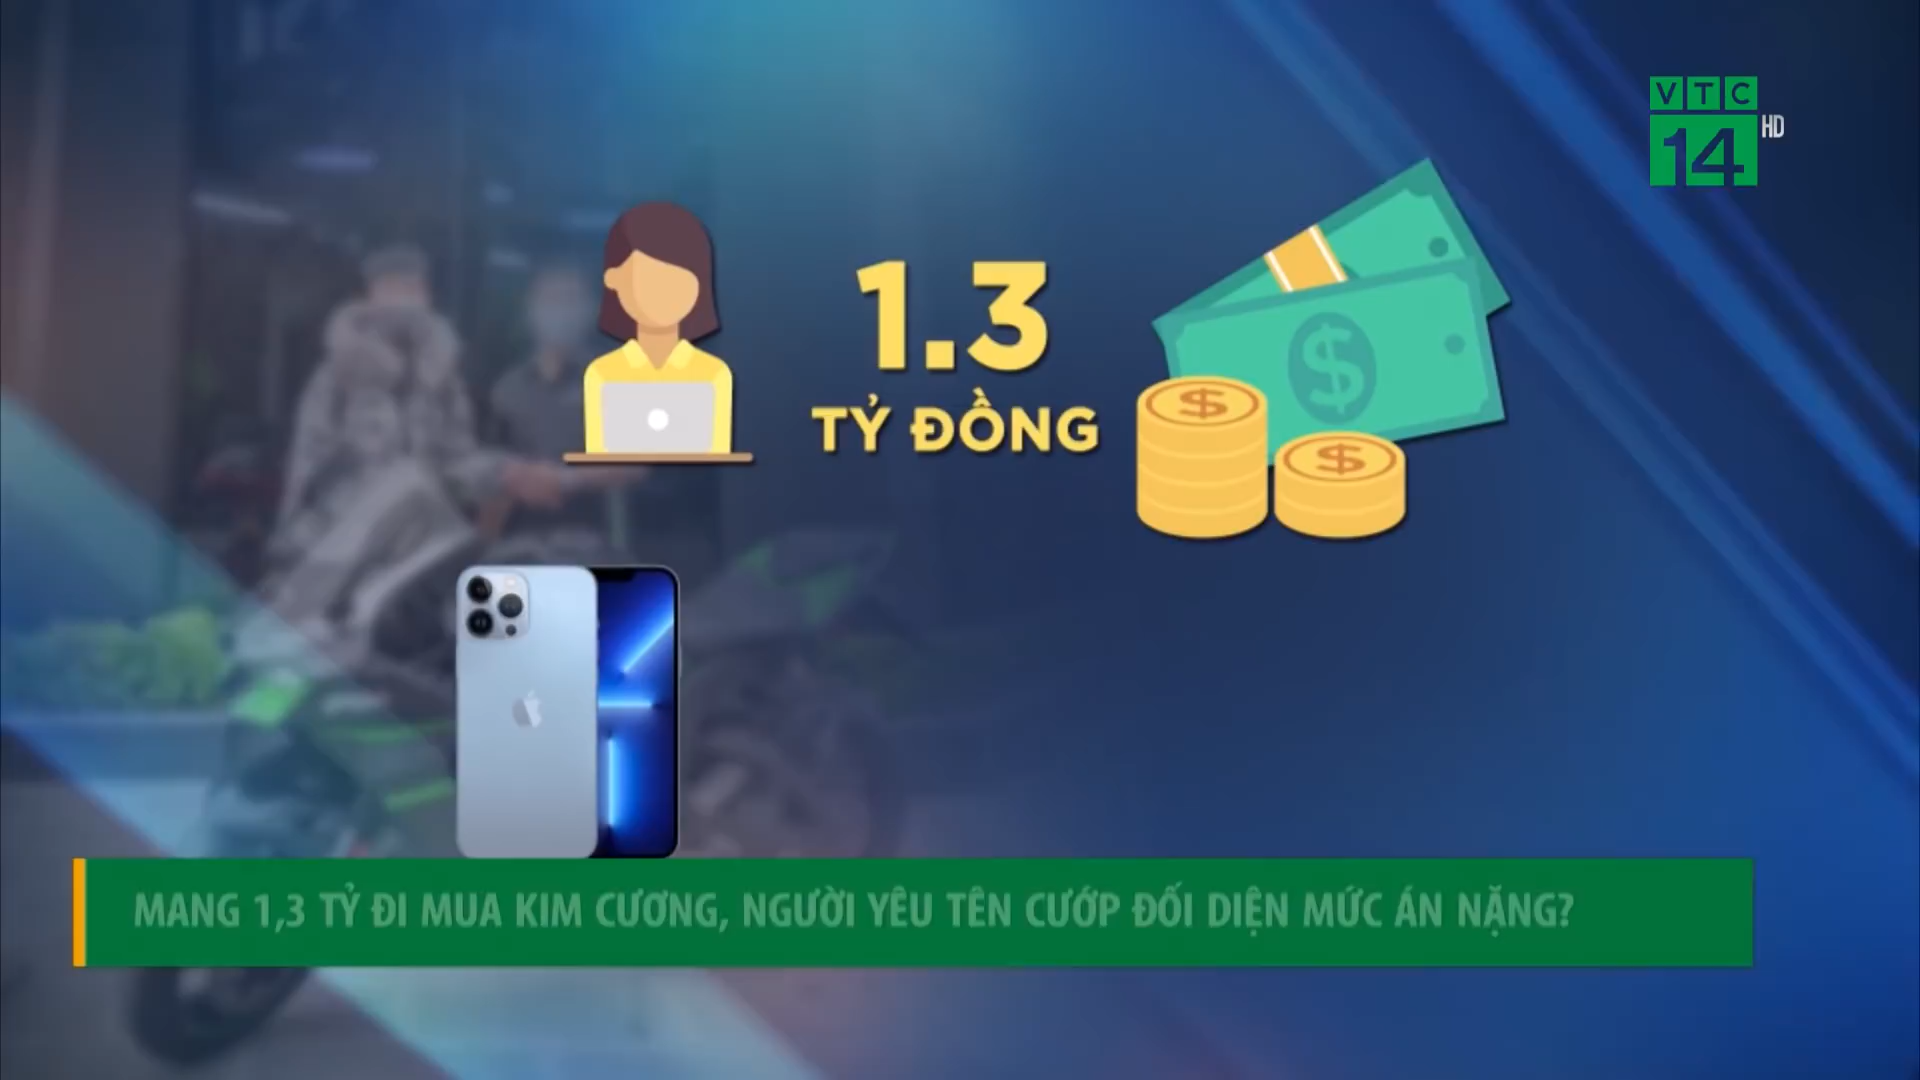 VTC
14 HD
1.3
TỶ ĐỒNG
$
$
$
MANG 1,3 TỶ ĐI MUA KIM CƯƠNG, NGƯỜI YÊU TÊN CƯỚP ĐỐI DIỆN MỨC ÁN NẶNG?